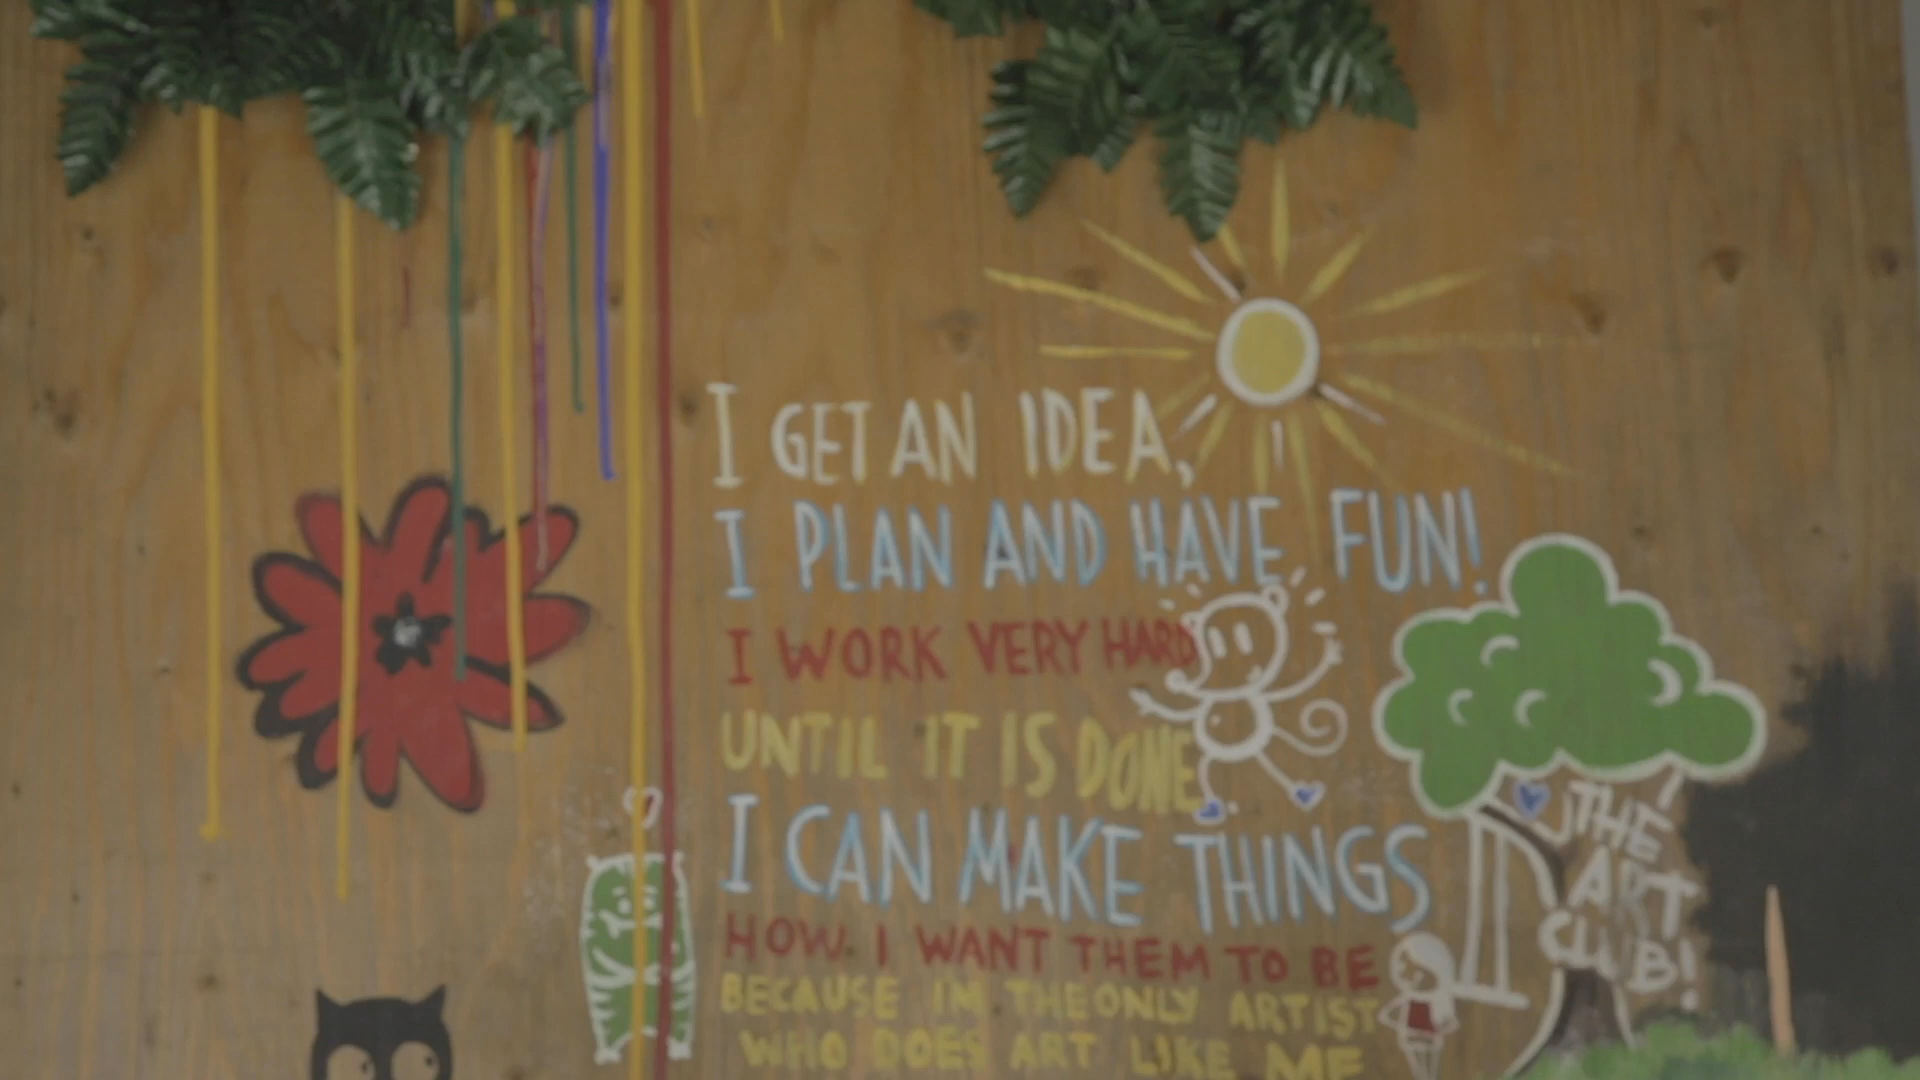 I GET AN IDEA,
I PLAN AND HAVE FUN!
I WORK VERY HARD
UNTIL IT IS DONE
I CAN MAKE THINGS
HOW I WANT THEM TO BE
BECAUSE IM THE ONLY ARTIST
WHO DOES ART LIKE ME
THE
ART
CLUB!